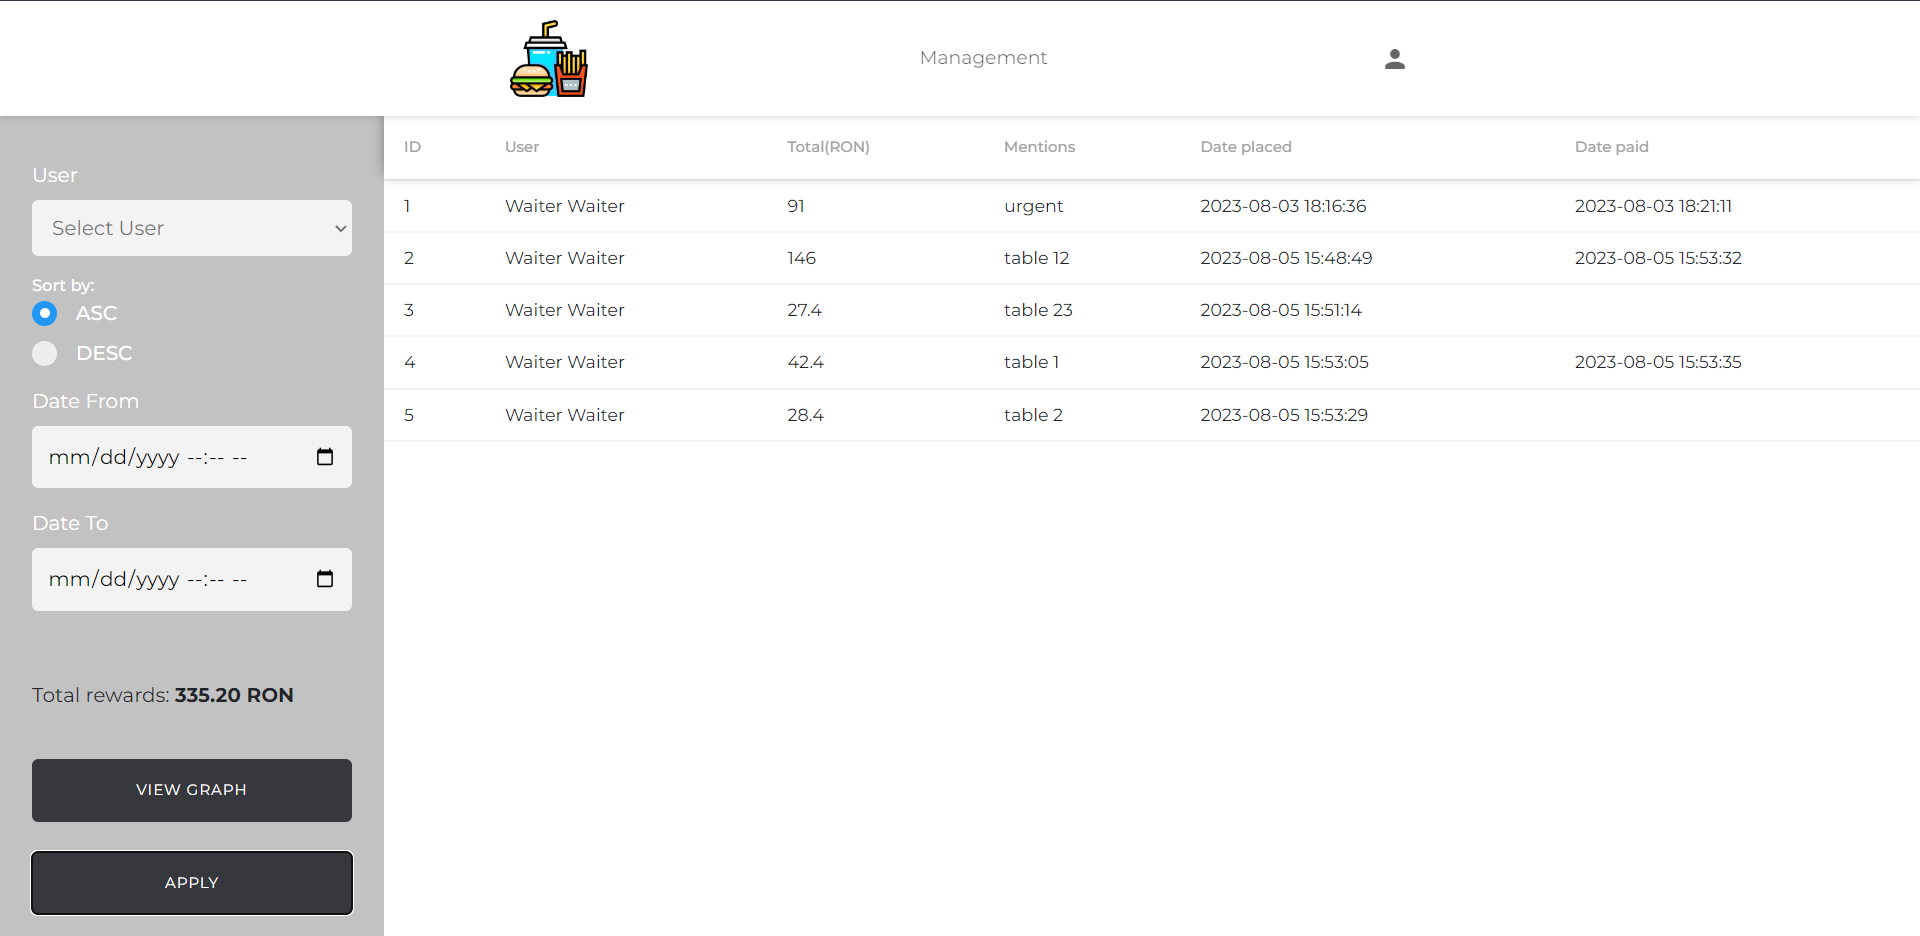 Management
User
Select User
Sort by:
ASC
DESC
Date From
mm/dd/yyyy --:-- --
Date To
mm/dd/yyyy --:-- --
Total rewards: 335.20 RON
VIEW GRAPH
APPLY
ID User Total(RON) Mentions Date placed Date paid
1 Waiter Waiter 91 urgent 2023-08-03 18:16:36 2023-08-03 18:21:11
2 Waiter Waiter 146 table 12 2023-08-05 15:48:49 2023-08-05 15:53:32
3 Waiter Waiter 27.4 table 23 2023-08-05 15:51:14
4 Waiter Waiter 42.4 table 1 2023-08-05 15:53:05 2023-08-05 15:53:35
5 Waiter Waiter 28.4 table 2 2023-08-05 15:53:29